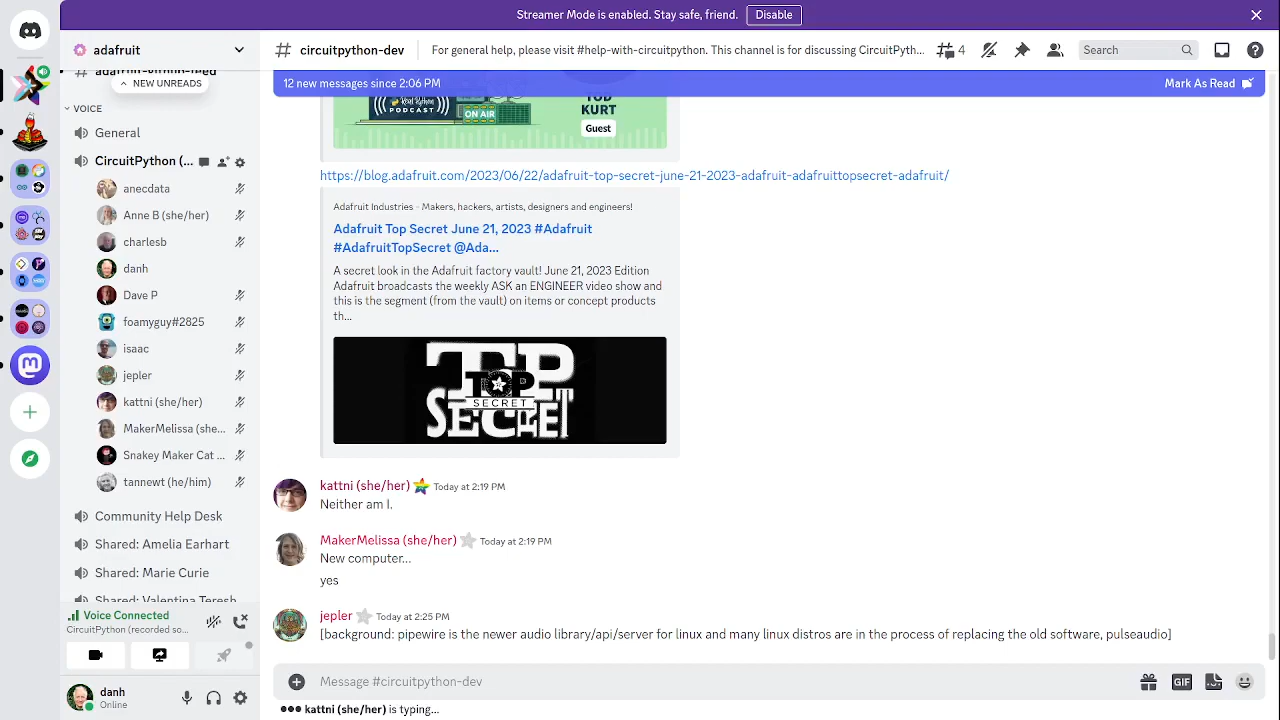 Streamer Mode is enabled. Stay safe, friend. Disable
adafruit
# circuitpython-dev
For general help, please visit #help-with-circuitpython. This channel is for discussing CircuitPyth...
4
Search
NEW UNREADS
VOICE
General
CircuitPython (...
anecdata
Anne B (she/her)
charlesb
danh
Dave P
foamyguy#2825
isaac
jepler
kattni (she/her)
MakerMelissa (she...
Snakey Maker Cat ...
tannewt (he/him)
Community Help Desk
Shared: Amelia Earhart
Shared: Marie Curie
Shared: Valentina Teresh
Voice Connected
CircuitPython (recorded so...
danh
Online
12 new messages since 2:06 PM
Mark As Read
Real Python
PODCAST
ON AIR
TOD
KURT
Guest
https://blog.adafruit.com/2023/06/22/adafruit-top-secret-june-21-2023-adafruit-adafruittopsecret-adafruit/
Adafruit Industries - Makers, hackers, artists, designers and engineers!
Adafruit Top Secret June 21, 2023 #Adafruit
#AdafruitTopSecret @Ada...
A secret look in the Adafruit factory vault! June 21, 2023 Edition
Adafruit broadcasts the weekly ASK an ENGINEER video show and
this is the segment (from the vault) on items or concept products
th...
TOP
SECRET
TOP
SECRET
kattni (she/her) Today at 2:19 PM
Neither am I.
MakerMelissa (she/her) Today at 2:19 PM
New computer...
yes
jepler Today at 2:25 PM
[background: pipewire is the newer audio library/api/server for linux and many linux distros are in the process of replacing the old software, pulseaudio]
Message #circuitpython-dev
GIF
kattni (she/her) is typing...